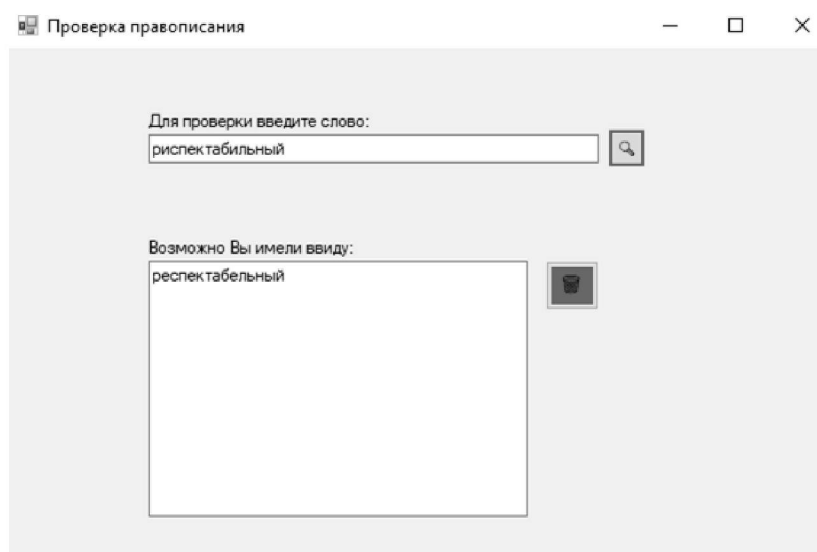 Проверка правописания
Для проверки введите слово:
риспектабильный
Возможно Вы имели ввиду:
респектабельный